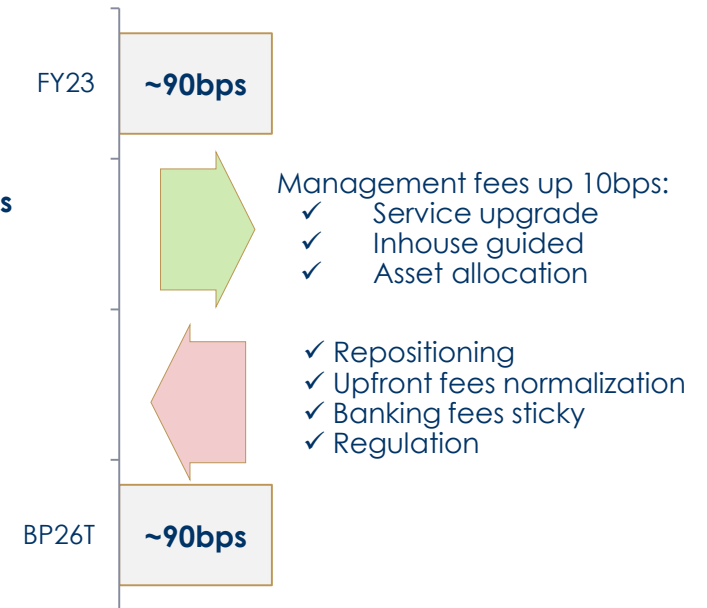 FY23
~90bps
s
Management fees up 10bps:
✓ Service upgrade
✓ Inhouse guided
✓ Asset allocation
✓ Repositioning
✓ Upfront fees normalization
✓ Banking fees sticky
✓ Regulation
BP26T
~90bps